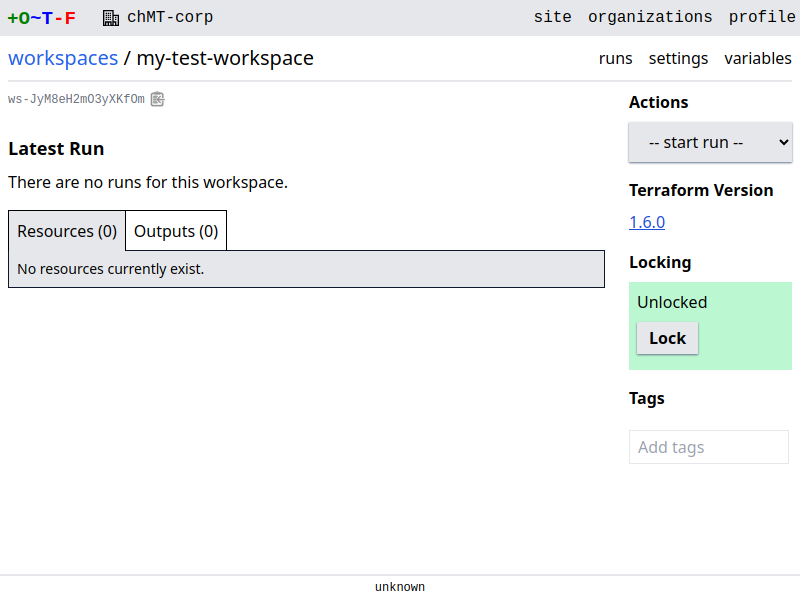 +O~T-F chMT-corp site organizations profile
workspaces / my-test-workspace runs settings variables
ws-JyM8eH2mO3yXKfOm
Actions
-- start run --
Latest Run
There are no runs for this workspace.
Terraform Version
1.6.0
Resources (0) Outputs (0)
No resources currently exist.
Locking
Unlocked
Lock
Tags
Add tags
unknown